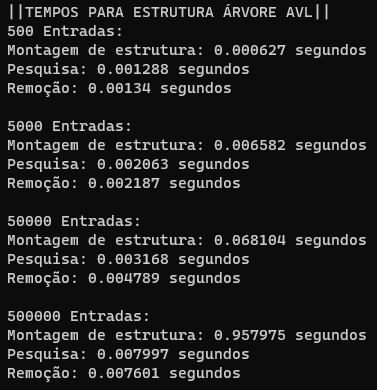 ||TEMPOS PARA ESTRUTURA ÁRVORE AVL||
500 Entradas:
Montagem de estrutura: 0.000627 segundos
Pesquisa: 0.001288 segundos
Remoção: 0.00134 segundos
5000 Entradas:
Montagem de estrutura: 0.006582 segundos
Pesquisa: 0.002063 segundos
Remoção: 0.002187 segundos
50000 Entradas:
Montagem de estrutura: 0.068104 segundos
Pesquisa: 0.003168 segundos
Remoção: 0.004789 segundos
500000 Entradas:
Montagem de estrutura: 0.957975 segundos
Pesquisa: 0.007997 segundos
Remoção: 0.007601 segundos